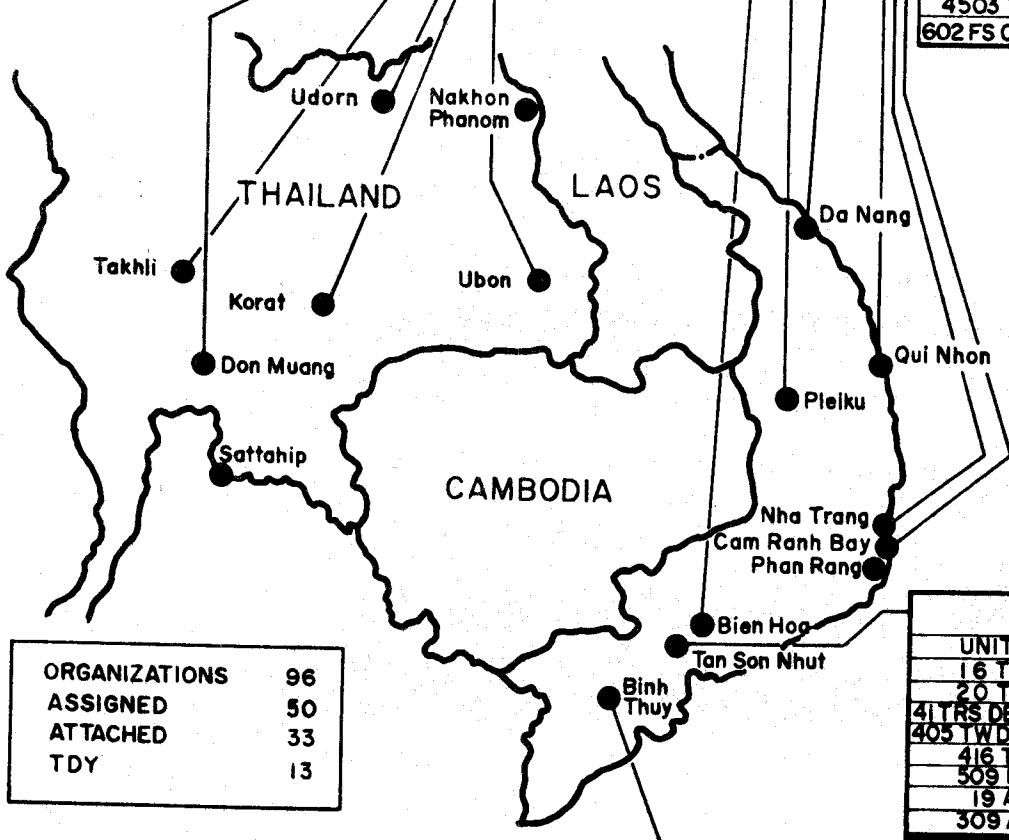 4503
602 FS
Udorn
Nakhon
Phanom
THAILAND
LAOS
Da Nang
Takhli
Ubon
Korat
Don Muang
Qui Nhon
Pleiku
Sattahip
CAMBODIA
Nha Trang
Cam Ranh Bay
Phan Rang
Bien Hoa
Tan Son Nhut
Binh
Thuy
ORGANIZATIONS 96
ASSIGNED 50
ATTACHED 33
TDY 13
UNIT
16 T
20 T
41 TRS DE
405 TWD
416 T
509
19 A
309 A